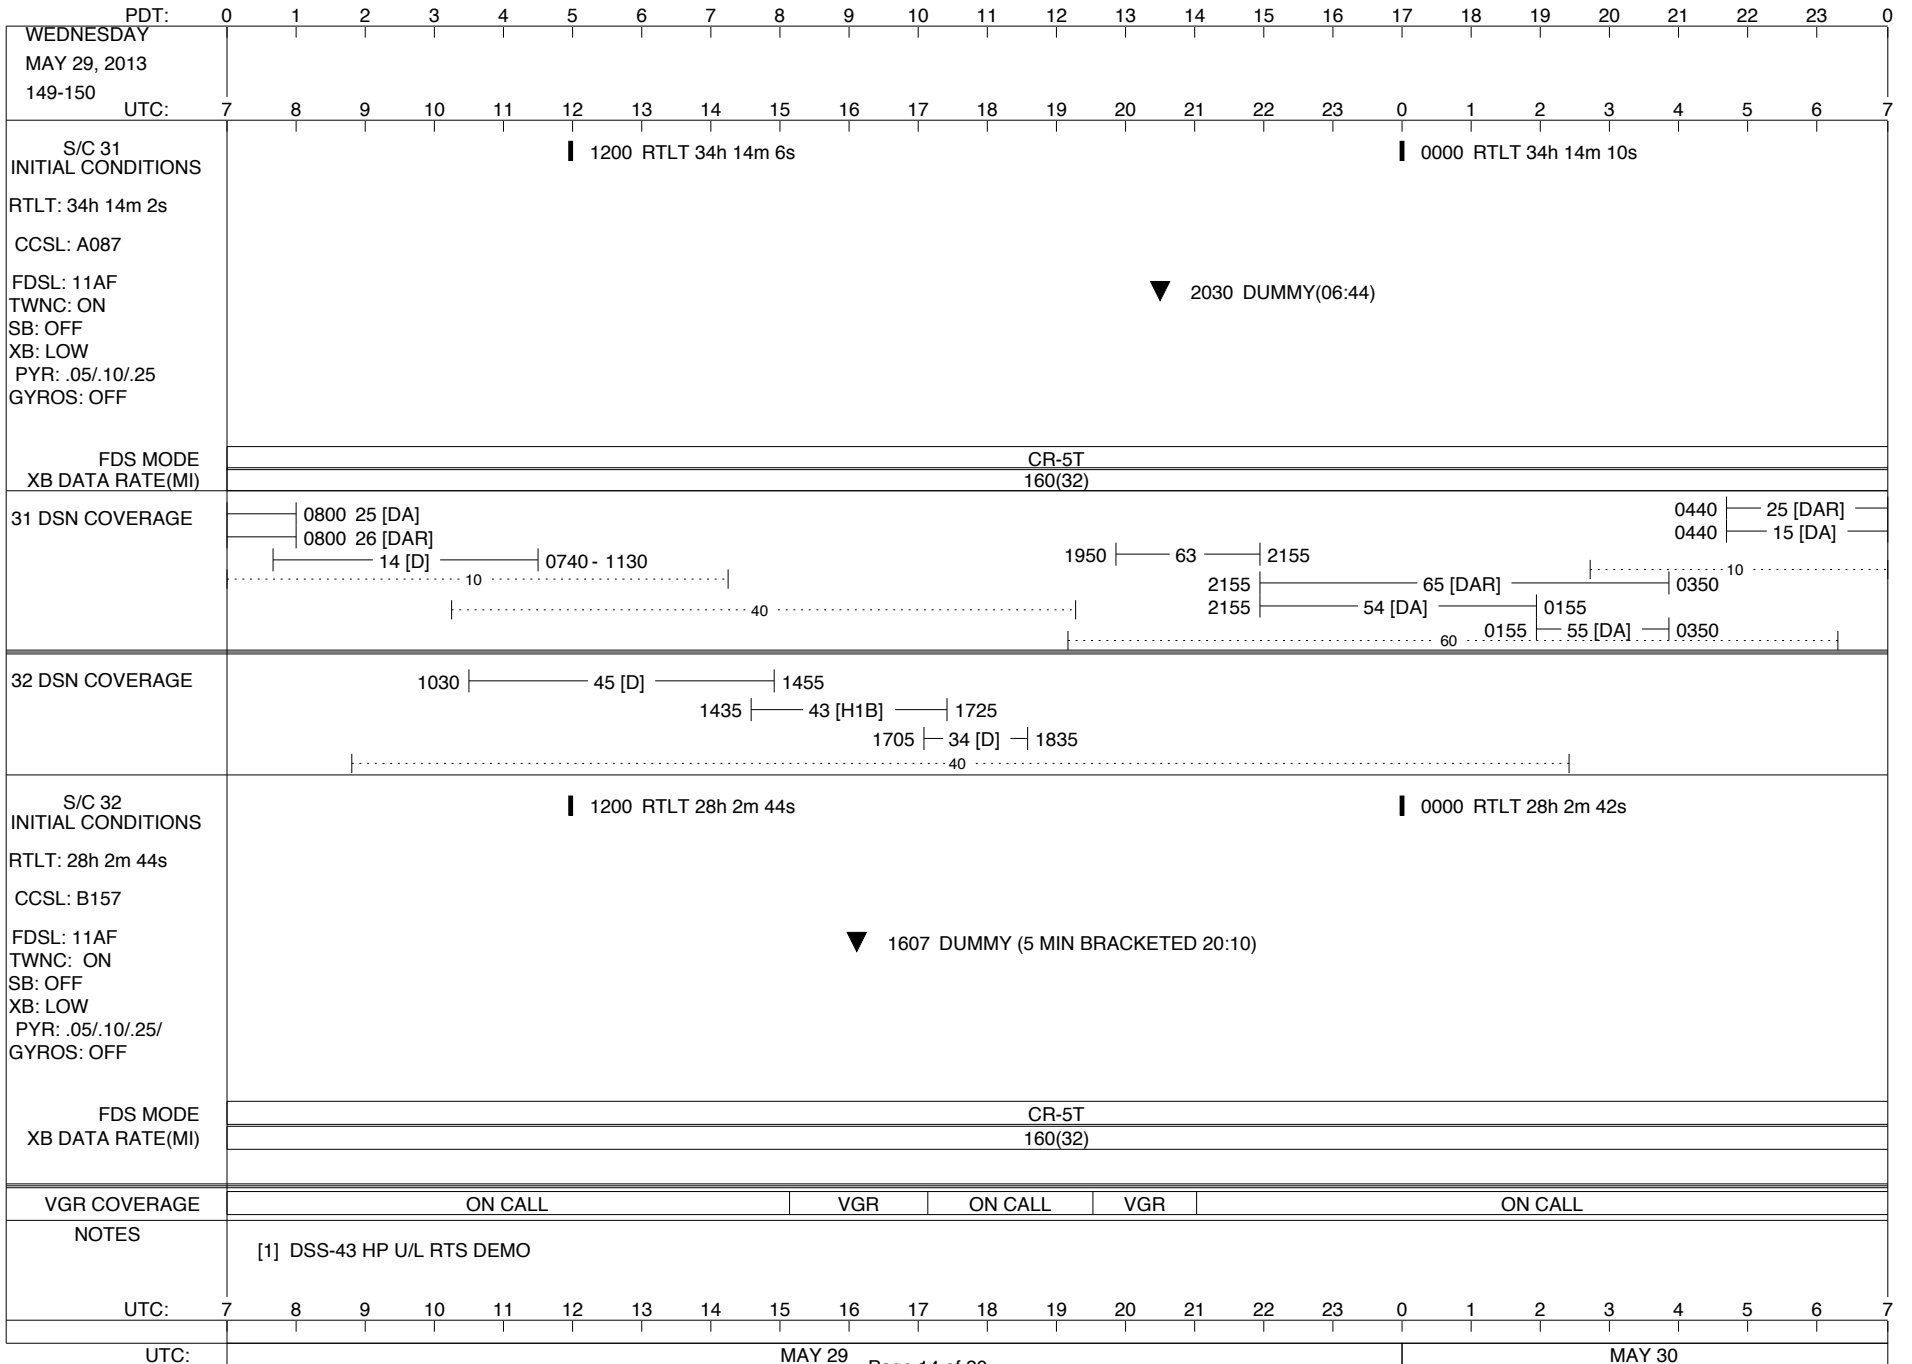 PDT: 0 1 2 3 4 5 6 7 8 9 10 11 12 13 14 15 16 17 18 19 20 21 22 23 0
WEDNESDAY
MAY 29, 2013
149-150
UTC: 7 8 9 10 11 12 13 14 15 16 17 18 19 20 21 22 23 0 1 2 3 4 5 6 7
S/C 31
INITIAL CONDITIONS
1200 RTLT 34h 14m 6s
0000 RTLT 34h 14m 10s
RTLT: 34h 14m 2s
CCSL: A087
FDSL: 11AF
TWNC: ON
2030 DUMMY(06:44)
SB: OFF
XB: LOW
PYR: .05/.10/.25
GYROS: OFF
FDS MODE CR-5T
XB DATA RATE(MI) 160(32)
31 DSN COVERAGE
0800 25 [DA]
0440 25 [DAR]
0800 26 [DAR]
0440 15 [DA]
14 [D] 0740 - 1130
1950 63 2155
10
10
2155 65 [DAR] 0350
40
2155 54 [DA] 0155
0155 55 [DA] 0350
60
32 DSN COVERAGE
1030 45 [D] 1455
1435 43 [H1B] 1725
1705 34 [D] 1835
40
S/C 32
INITIAL CONDITIONS
1200 RTLT 28h 2m 44s
0000 RTLT 28h 2m 42s
RTLT: 28h 2m 44s
CCSL: B157
FDSL: 11AF
TWNC: ON
1607 DUMMY (5 MIN BRACKETED 20:10)
SB: OFF
XB: LOW
PYR: .05/.10/.25/
GYROS: OFF
FDS MODE CR-5T
XB DATA RATE(MI) 160(32)
VGR COVERAGE ON CALL VGR ON CALL VGR ON CALL
NOTES
[1] DSS-43 HP U/L RTS DEMO
UTC: 7 8 9 10 11 12 13 14 15 16 17 18 19 20 21 22 23 0 1 2 3 4 5 6 7
UTC: MAY 29 MAY 30